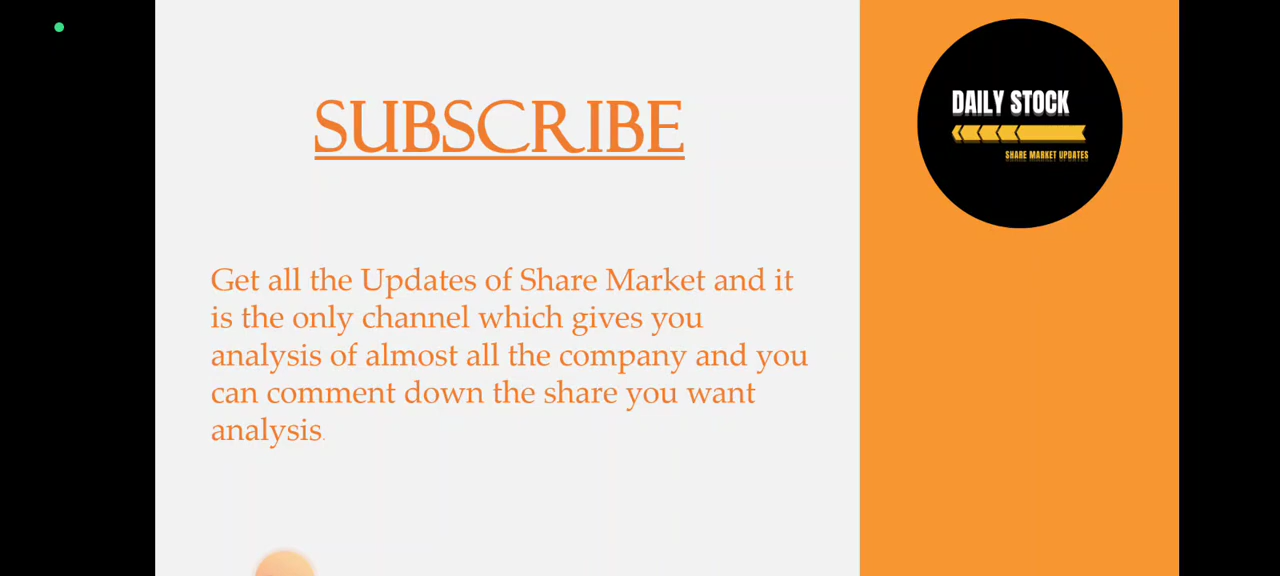 SUBSCRIBE
DAILY STOCK
SHARE MARKET UPDATES
Get all the Updates of Share Market and it
is the only channel which gives you
analysis of almost all the company and you
can comment down the share you want
analysis.